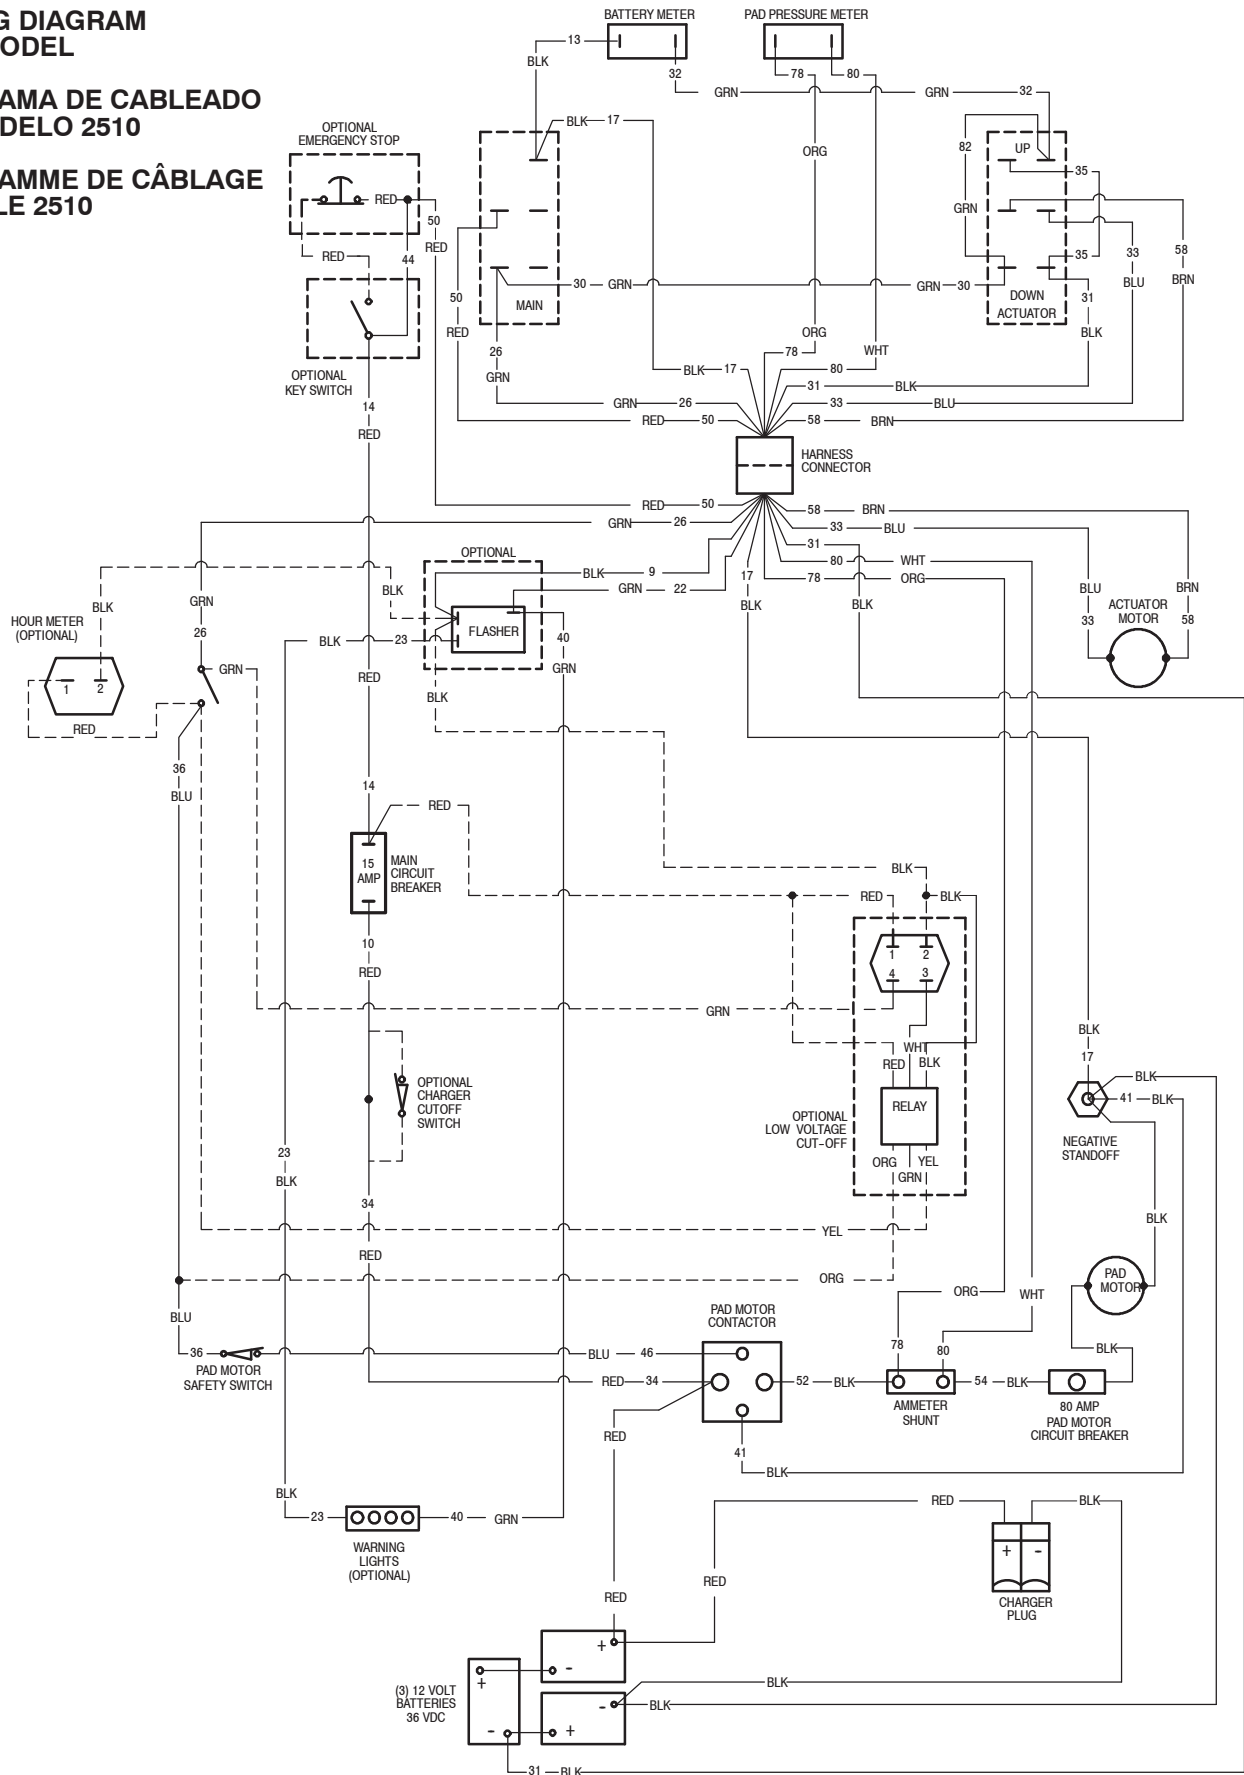 G DIAGRAM
ODEL
AMA DE CABLEADO
DELO 2510
AMME DE CÂBLAGE
LE 2510
BATTERY METER
PAD PRESSURE METER
13
BLK
32
78
80
GRN
GRN
32
BLK
17
OPTIONAL
EMERGENCY STOP
ORG
82
UP
35
RED
50
RED
44
RED
GRN
35
33
BLU
58
BRN
50
RED
30
GRN
GRN
30
MAIN
DOWN
ACTUATOR
31
BLK
26
GRN
ORG
78
WHT
OPTIONAL
KEY SWITCH
BLK
17
80
31
BLK
14
RED
GRN
26
33
BLU
RED
50
58
BRN
HARNESS
CONNECTOR
RED
50
58
BRN
GRN
26
33
BLU
31
OPTIONAL
80
WHT
BLK
9
17
BLK
78
ORG
BLK
GRN
22
BLK
BLK
GRN
26
BLU
33
BRN
58
ACTUATOR
MOTOR
HOUR METER
(OPTIONAL)
FLASHER
BLK
23
40
GRN
1
2
GRN
RED
BLK
RED
36
BLU
14
RED
15
AMP
MAIN
CIRCUIT
BREAKER
BLK
RED
BLK
10
RED
1
2
4
3
GRN
WHT
RED
BLK
BLK
17
BLK
OPTIONAL
CHARGER
CUTOFF
SWITCH
RELAY
41
BLK
OPTIONAL
LOW VOLTAGE
CUT-OFF
NEGATIVE
STANDOFF
23
BLK
ORG
YEL
GRN
34
BLK
YEL
RED
ORG
PAD
MOTOR
ORG
WHT
BLU
PAD MOTOR
CONTACTOR
78
80
BLK
36
BLU
46
PAD MOTOR
SAFETY SWITCH
RED
34
52
BLK
54
BLK
AMMETER
SHUNT
80 AMP
PAD MOTOR
CIRCUIT BREAKER
RED
41
BLK
BLK
RED
BLK
23
40
GRN
WARNING
LIGHTS
(OPTIONAL)
+
-
RED
RED
CHARGER
PLUG
+
-
+
BLK
(3) 12 VOLT
BATTERIES
36 VDC
-
BLK
-
+
31
BLK